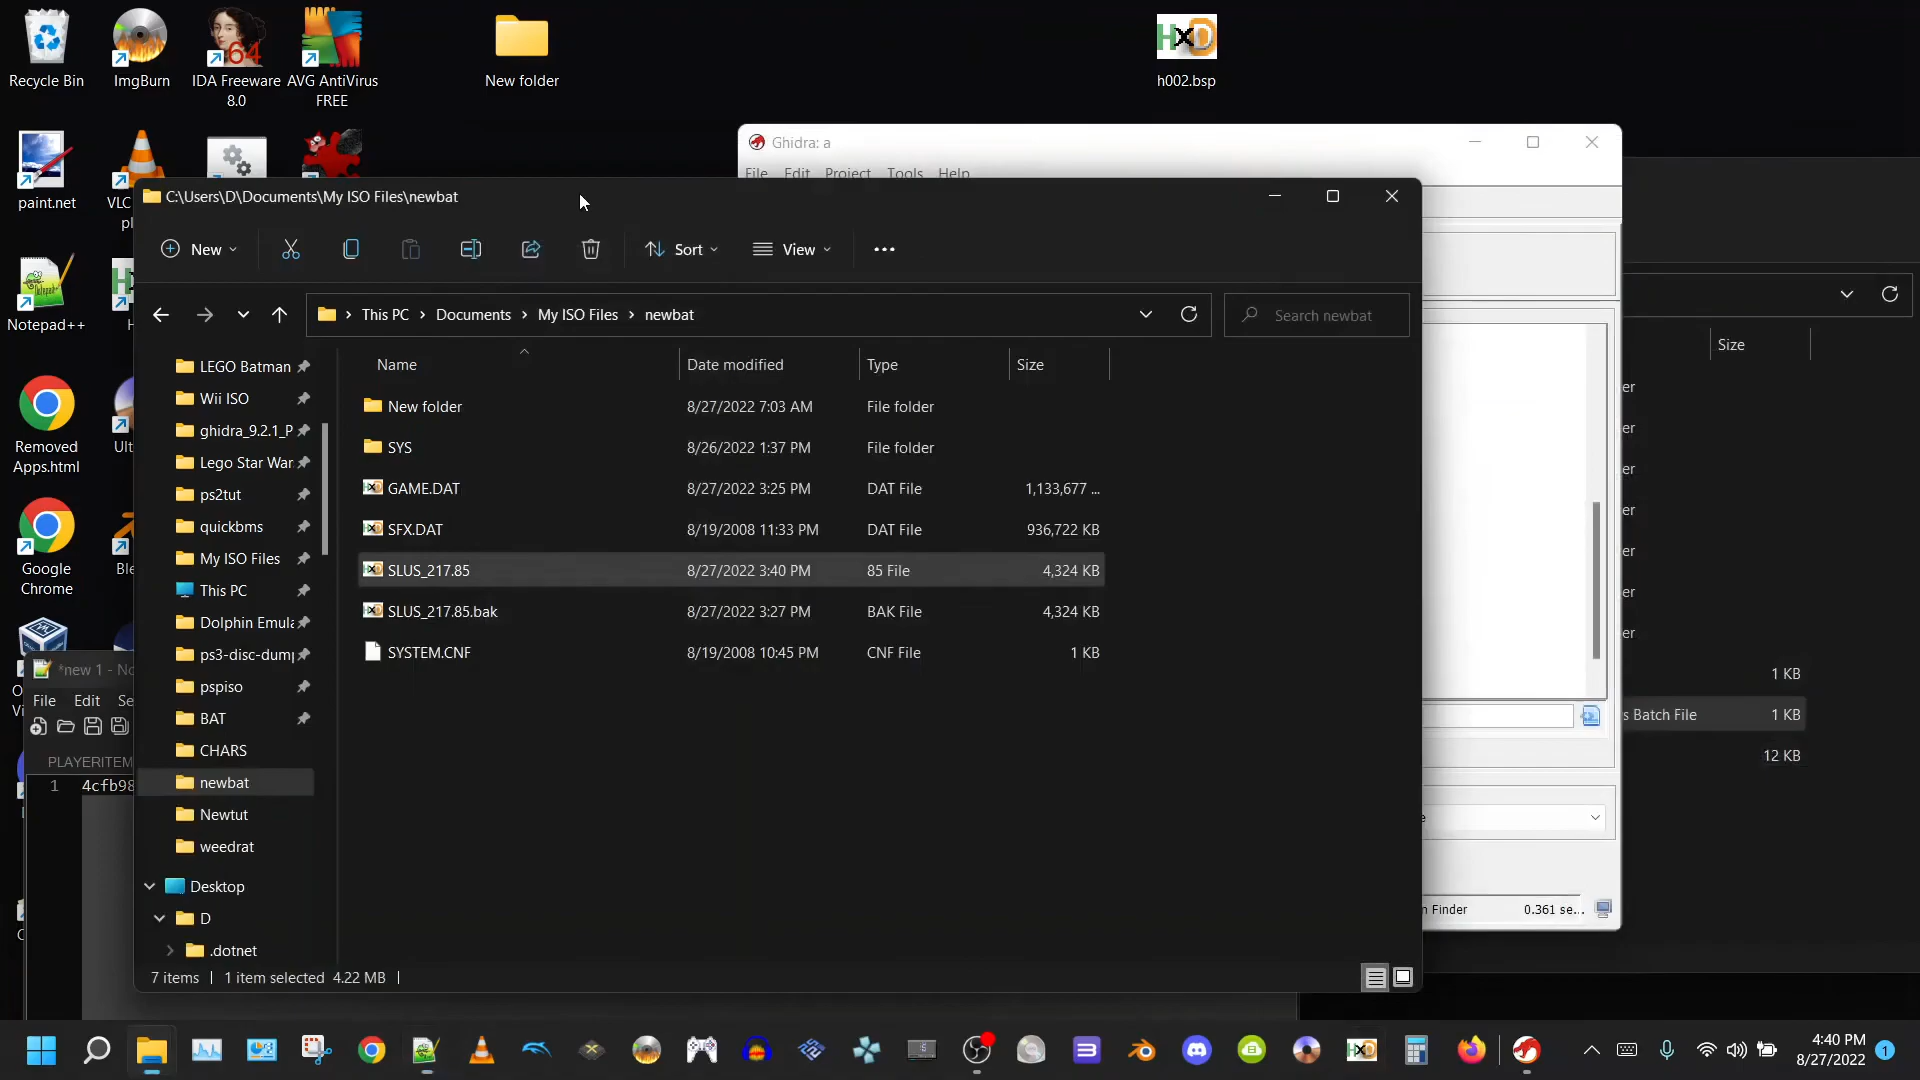 Recycle Bin
ImgBurn
IDA Freeware
8.0
AVG AntiVirus
FREE
New folder
h002.bsp
64
paint.net
VLC
Notepad++
Removed
Apps.html
Google
Chrome
Ghidra: a
File Edit Project Tools Help
C:\Users\D\Documents\My ISO Files\newbat
New
Sort
View
This PC > Documents > My ISO Files > newbat
Search newbat
Name Date modified Type Size
Size
LEGO Batman
Wii ISO
ghidra_9.2.1_P
Lego Star War
ps2tut
quickbms
My ISO Files
This PC
Dolphin Emula
ps3-disc-dump
pspiso
BAT
CHARS
newbat
Newtut
weedrat
Desktop
D
.dotnet
New folder 8/27/2022 7:03 AM File folder
SYS 8/26/2022 1:37 PM File folder
GAME.DAT 8/27/2022 3:25 PM DAT File 1,133,677 ...
SFX.DAT 8/19/2008 11:33 PM DAT File 936,722 KB
SLUS_217.85 8/27/2022 3:40 PM 85 File 4,324 KB
SLUS_217.85.bak 8/27/2022 3:27 PM BAK File 4,324 KB
SYSTEM.CNF 8/19/2008 10:45 PM CNF File 1 KB
1 KB
s Batch File 1 KB
12 KB
n Finder 0.361 se...
7 items 1 item selected 4.22 MB
*new 1 - No
File Edit Se
PLAYERITEM
1 4cfb98
4:40 PM
8/27/2022
1